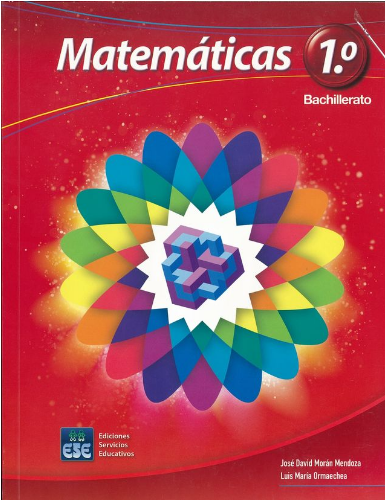 Matemáticas 1.º
Bachillerato
ESE
Ediciones
Servicios
Educativos
José David Morán Mendoza
Luis María Ormaechea